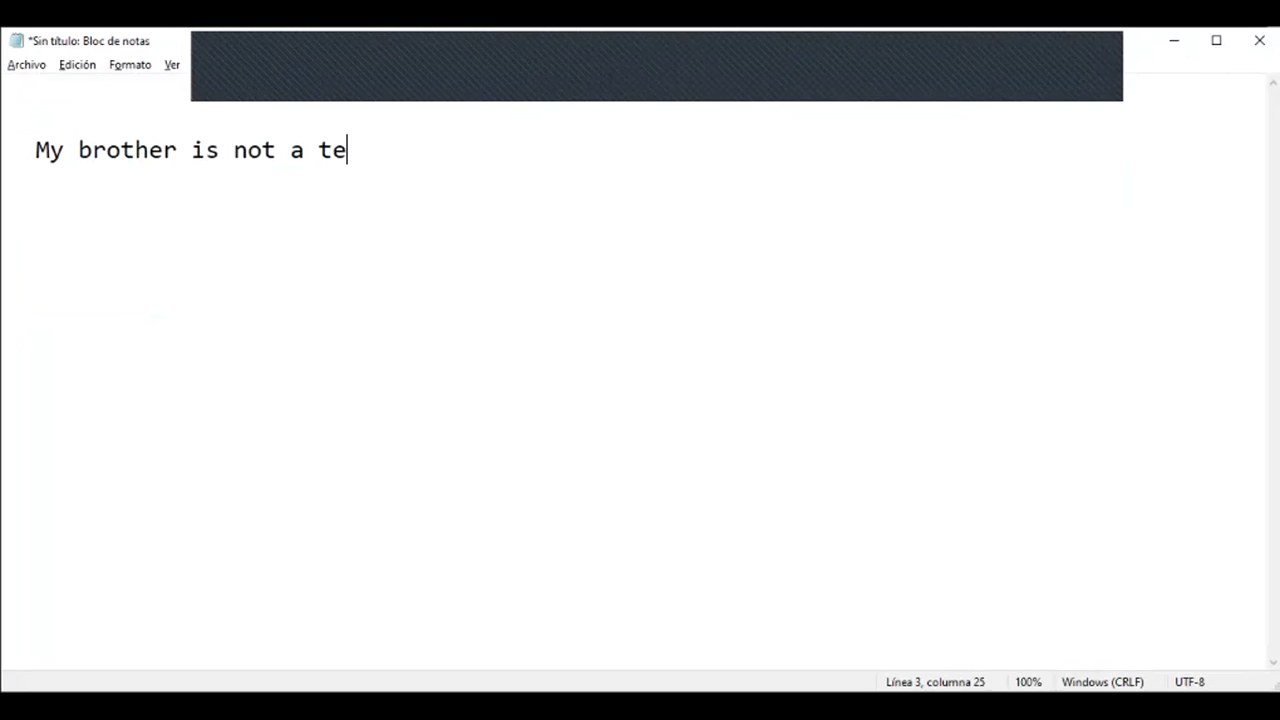 *Sin título: Bloc de notas
Archivo Edición Formato Ver
My brother is not a te
Línea 3, columna 25 100% Windows (CRLF) UTF-8